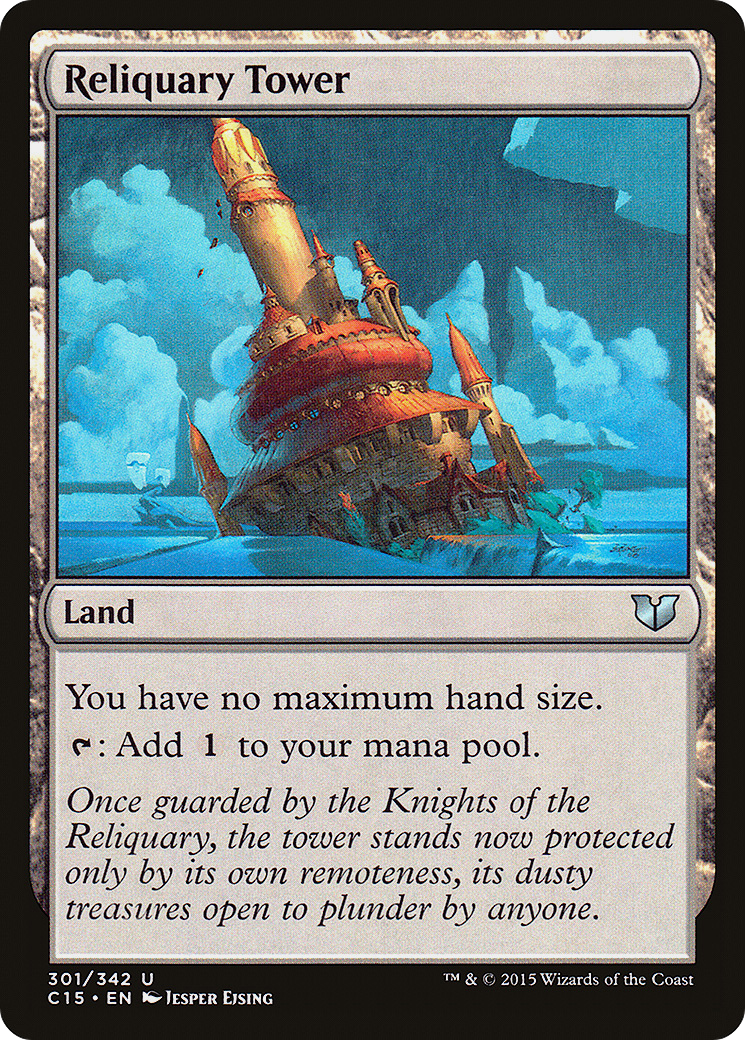 Reliquary Tower
Land
You have no maximum hand size.
: Add 1 to your mana pool.
Once guarded by the Knights of the
Reliquary, the tower stands now protected
only by its own remoteness, its dusty
treasures open to plunder by anyone.
301/342 U
™ & © 2015 Wizards of the Coast
C15 • EN Jesper Ejsing